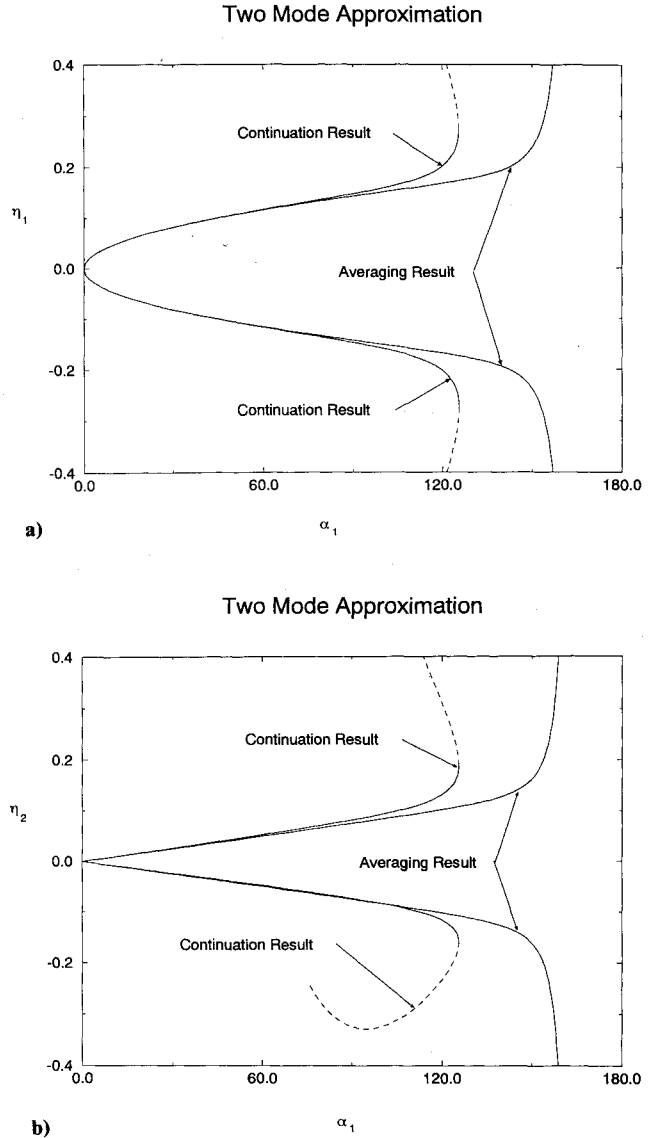 Two Mode Approximation
0.4
Continuation Result
0.2
η1
0.0
Averaging Result
-0.2
Continuation Result
-0.4
0.0 60.0 120.0 180.0
a)
α1
Two Mode Approximation
0.4
Continuation Result
0.2
η2
0.0
Averaging Result
Continuation Result
-0.2
-0.4
0.0 60.0 120.0 180.0
b)
α1